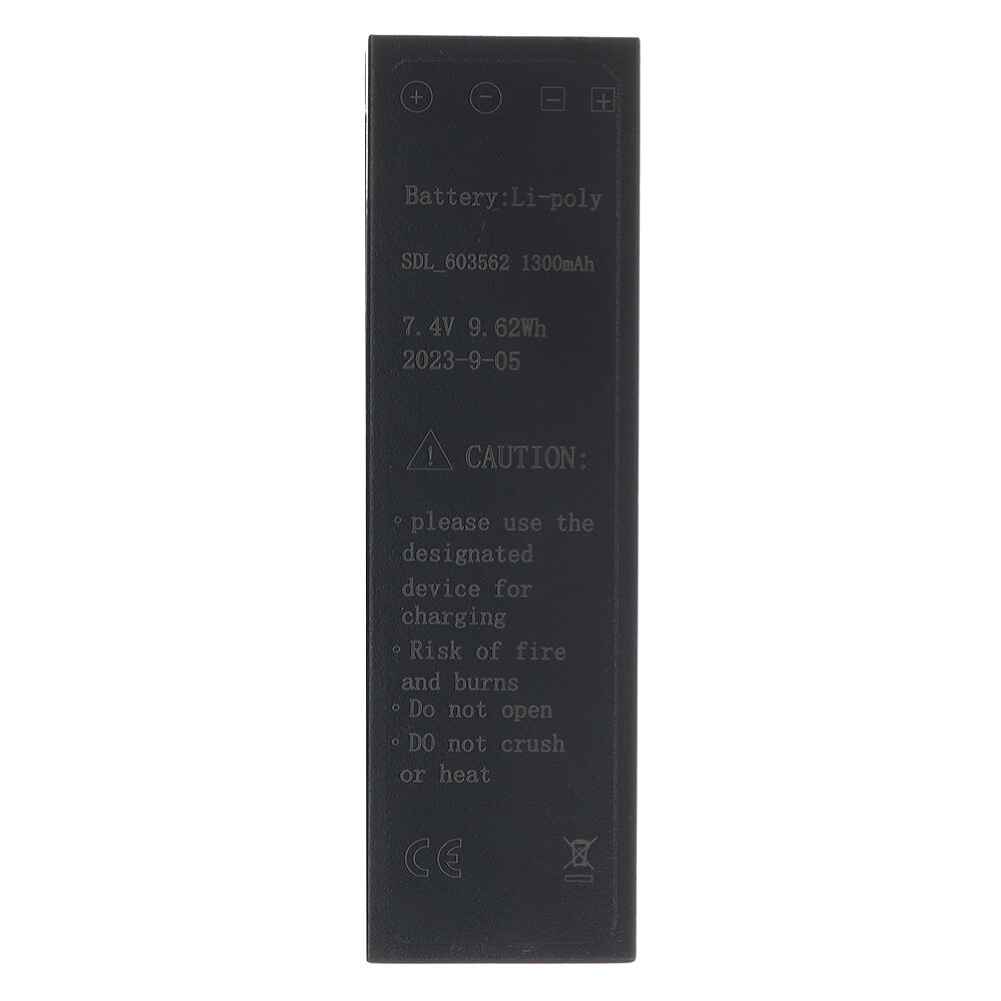 + - - +
Battery:Li-poly
SDL_603562 1300mAh
7.4V 9.62Wh
2023-9-05
! CAUTION:
◦please use the
designated
device for
charging
◦Risk of fire
and burns
◦Do not open
◦DO not crush
or heat
CE